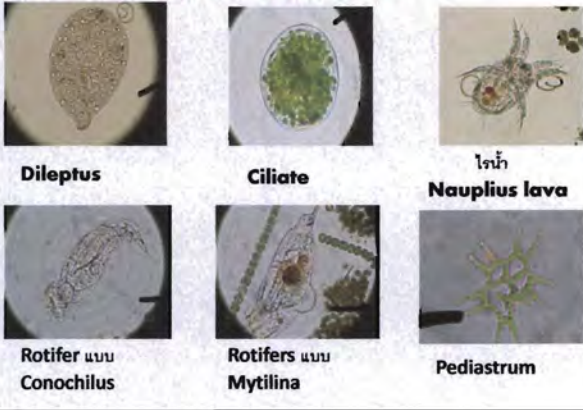 Dileptus
Ciliate
ไรน้ำ
Nauplius lava
Rotifer แบบ
Conochilus
Rotifers แบบ
Mytilina
Pediastrum